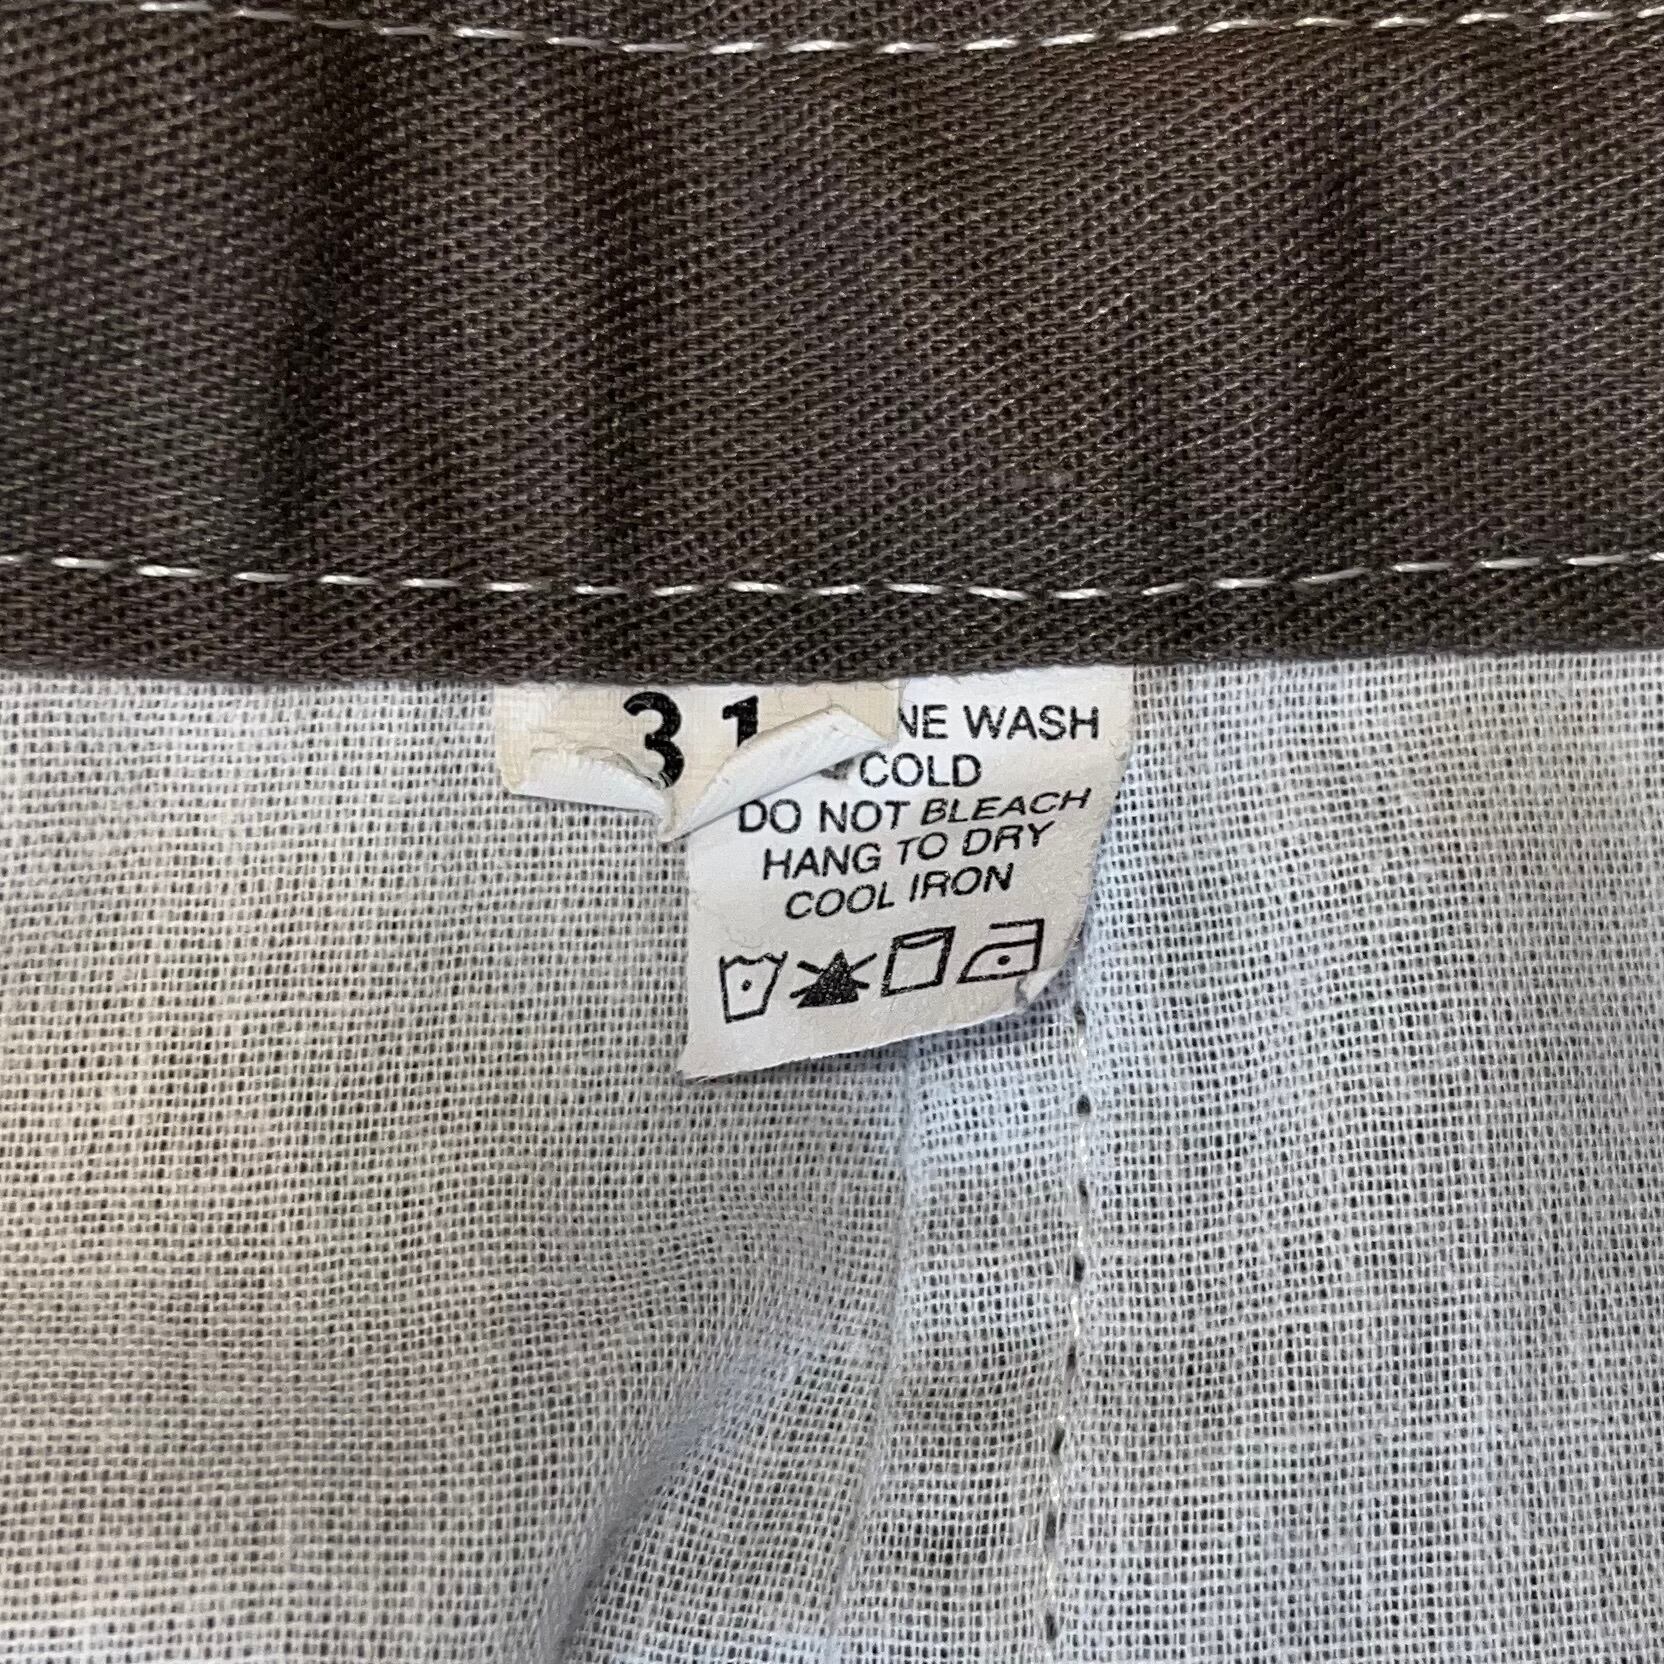 31
NE WASH
COLD
DO NOT BLEACH
HANG TO DRY
COOL IRON